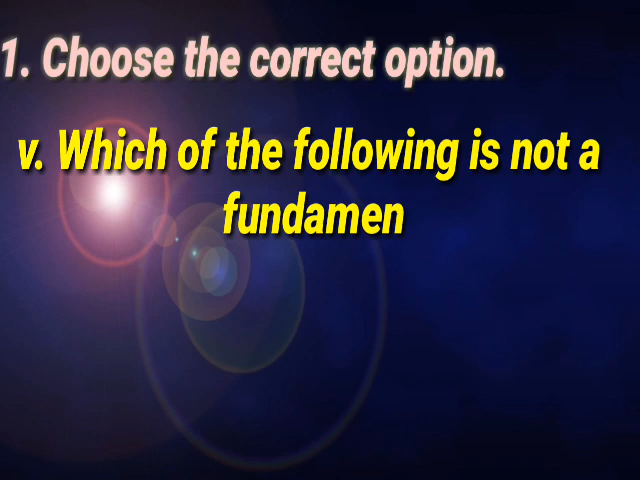 1. Choose the correct option.
v. Which of the following is not a
fundamen